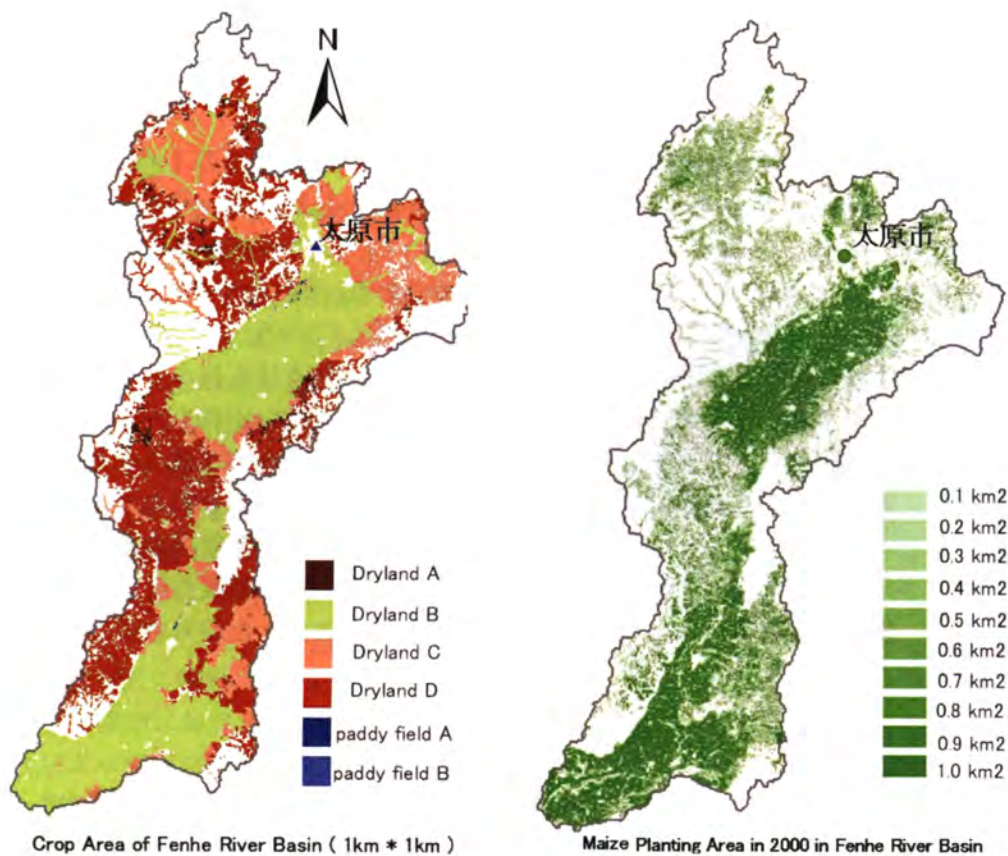 N
太原市
Dryland A
Dryland B
Dryland C
Dryland D
paddy field A
paddy field B
Crop Area of Fenhe River Basin ( 1km * 1km )
太原市
0.1 km2
0.2 km2
0.3 km2
0.4 km2
0.5 km2
0.6 km2
0.7 km2
0.8 km2
0.9 km2
1.0 km2
Maize Planting Area in 2000 in Fenhe River Basin